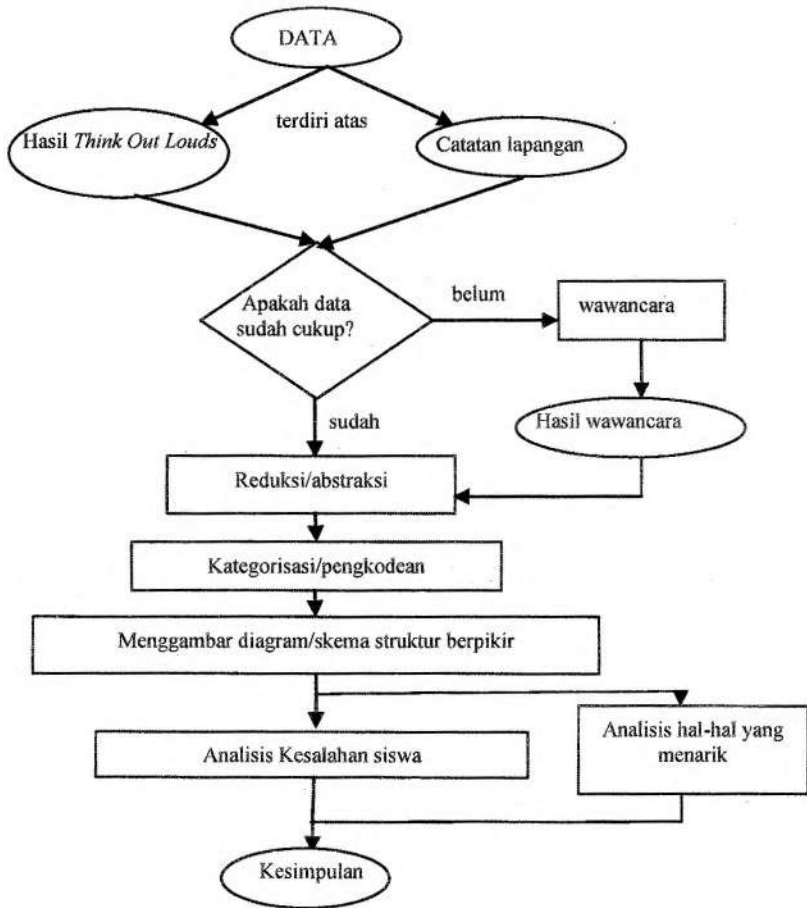 DATA
terdiri atas
Hasil Think Out Louds
Catatan lapangan
Apakah data
sudah cukup?
belum
wawancara
sudah
Hasil wawancara
Reduksi/abstraksi
Kategorisasi/pengkodean
Menggambar diagram/skema struktur berpikir
Analisis Kesalahan siswa
Analisis hal-hal yang
menarik
Kesimpulan